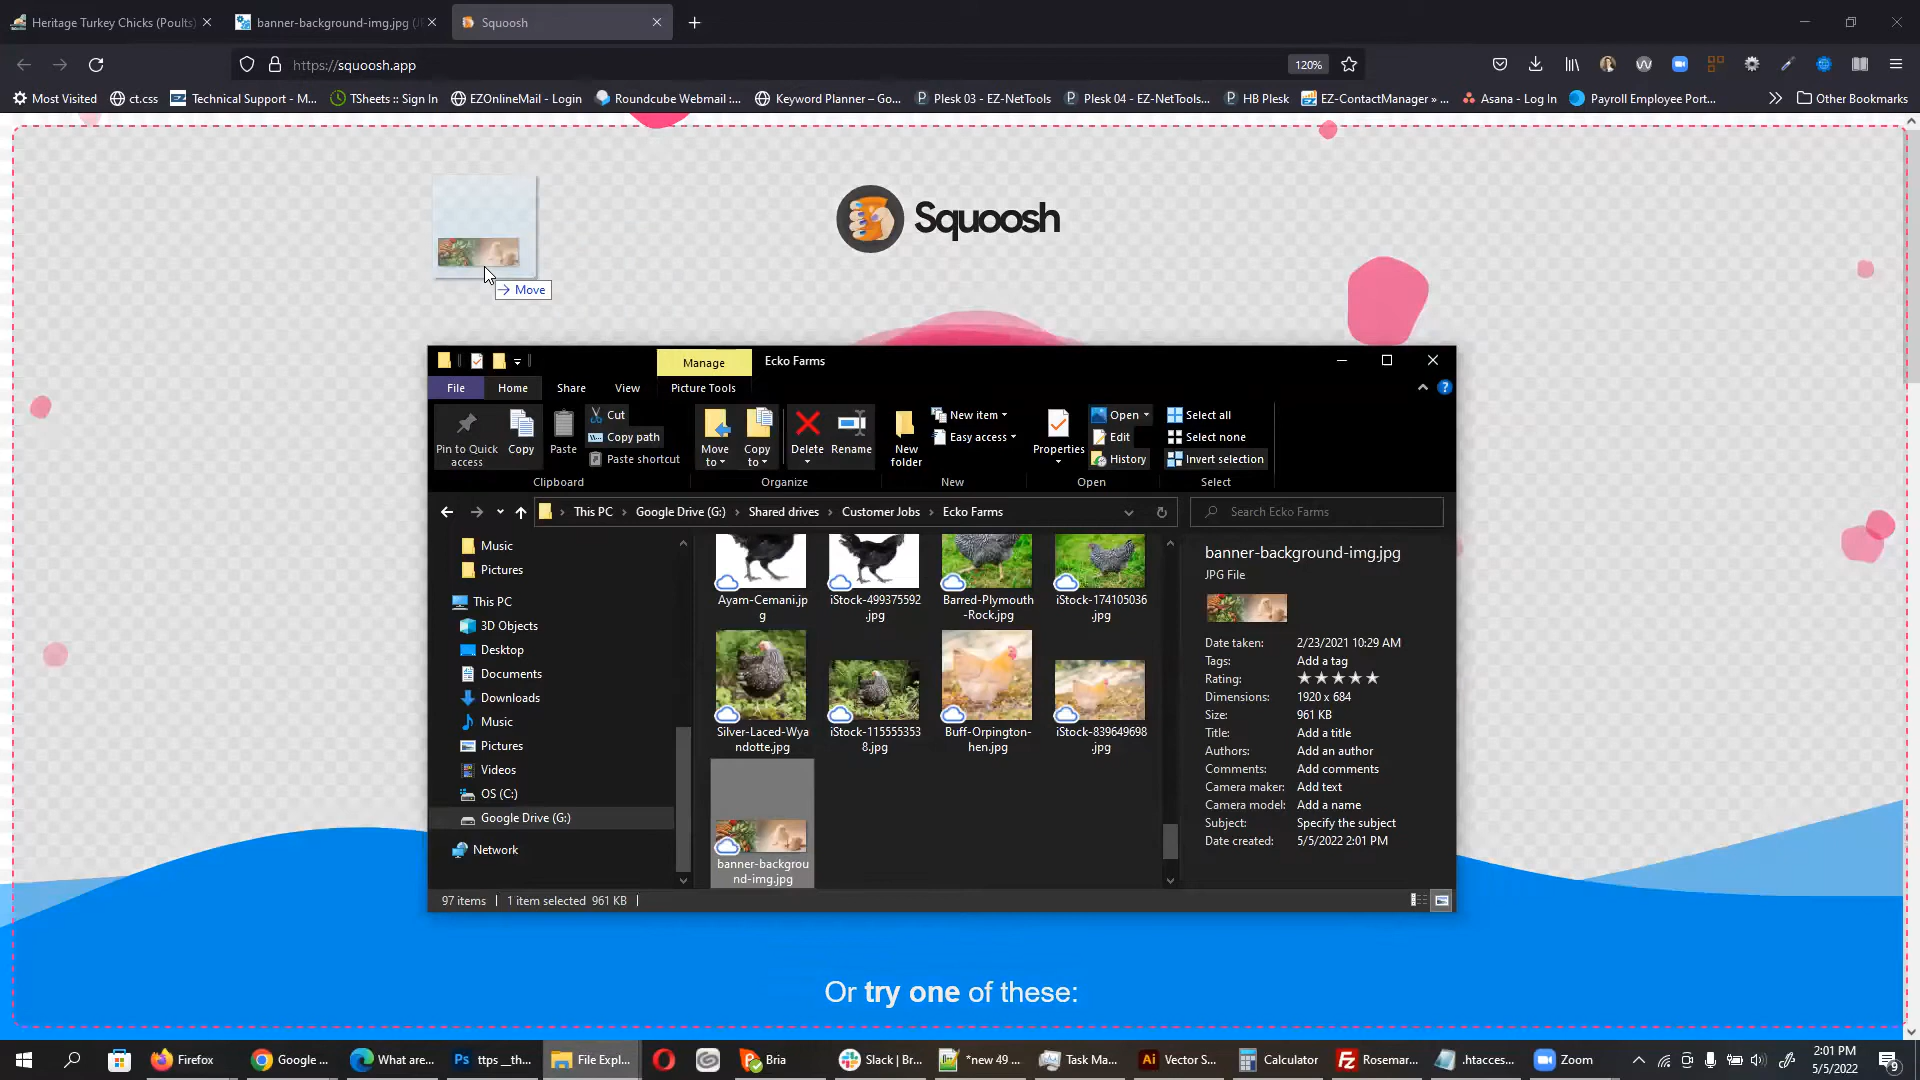 Heritage Turkey Chicks (Poults)
banner-background-img.jpg (
Squoosh
https://squoosh.app
120%
Most Visited
ct.css
Technical Support - M...
TSheets :: Sign In
EZOnlineMail - Login
Roundcube Webmail :...
Keyword Planner – Go...
Plesk 03 - EZ-NetTools
Plesk 04 - EZ-NetTools...
HB Plesk
EZ-ContactManager »...
Asana - Log In
Payroll Employee Port...
Other Bookmarks
Squoosh
Move
Manage
Ecko Farms
File
Home
Share
View
Picture Tools
Pin to Quick access
Copy
Paste
Cut
Copy path
Paste shortcut
Move to
Copy to
Delete
Rename
New folder
New item
Easy access
Properties
Open
Edit
History
Select all
Select none
Invert selection
Clipboard
Organize
New
Open
Select
This PC
Google Drive (G:)
Shared drives
Customer Jobs
Ecko Farms
Search Ecko Farms
Music
Pictures
This PC
3D Objects
Desktop
Documents
Downloads
Music
Pictures
Videos
OS (C:)
Google Drive (G:)
Network
Ayam-Cemani.jp
g
iStock-499375592
.jpg
Barred-Plymouth
-Rock.jpg
iStock-174105036
.jpg
Silver-Laced-Wya
ndotte.jpg
iStock-115555353
8.jpg
Buff-Orpington-
hen.jpg
iStock-839649698
.jpg
banner-backgrou
nd-img.jpg
banner-background-img.jpg
JPG File
Date taken: 2/23/2021 10:29 AM
Tags: Add a tag
Rating:
Dimensions: 1920 x 684
Size: 961 KB
Title: Add a title
Authors: Add an author
Comments: Add comments
Camera maker: Add text
Camera model: Add a name
Subject: Specify the subject
Date created: 5/5/2022 2:01 PM
97 items
1 item selected 961 KB
Or try one of these:
Firefox
Google ...
What are...
ttps __th...
File Expl...
Bria
Slack | Br...
*new 49 ...
Task Ma...
Vector S...
Calculator
Rosemar...
.htacces...
Zoom
2:01 PM
5/5/2022
9